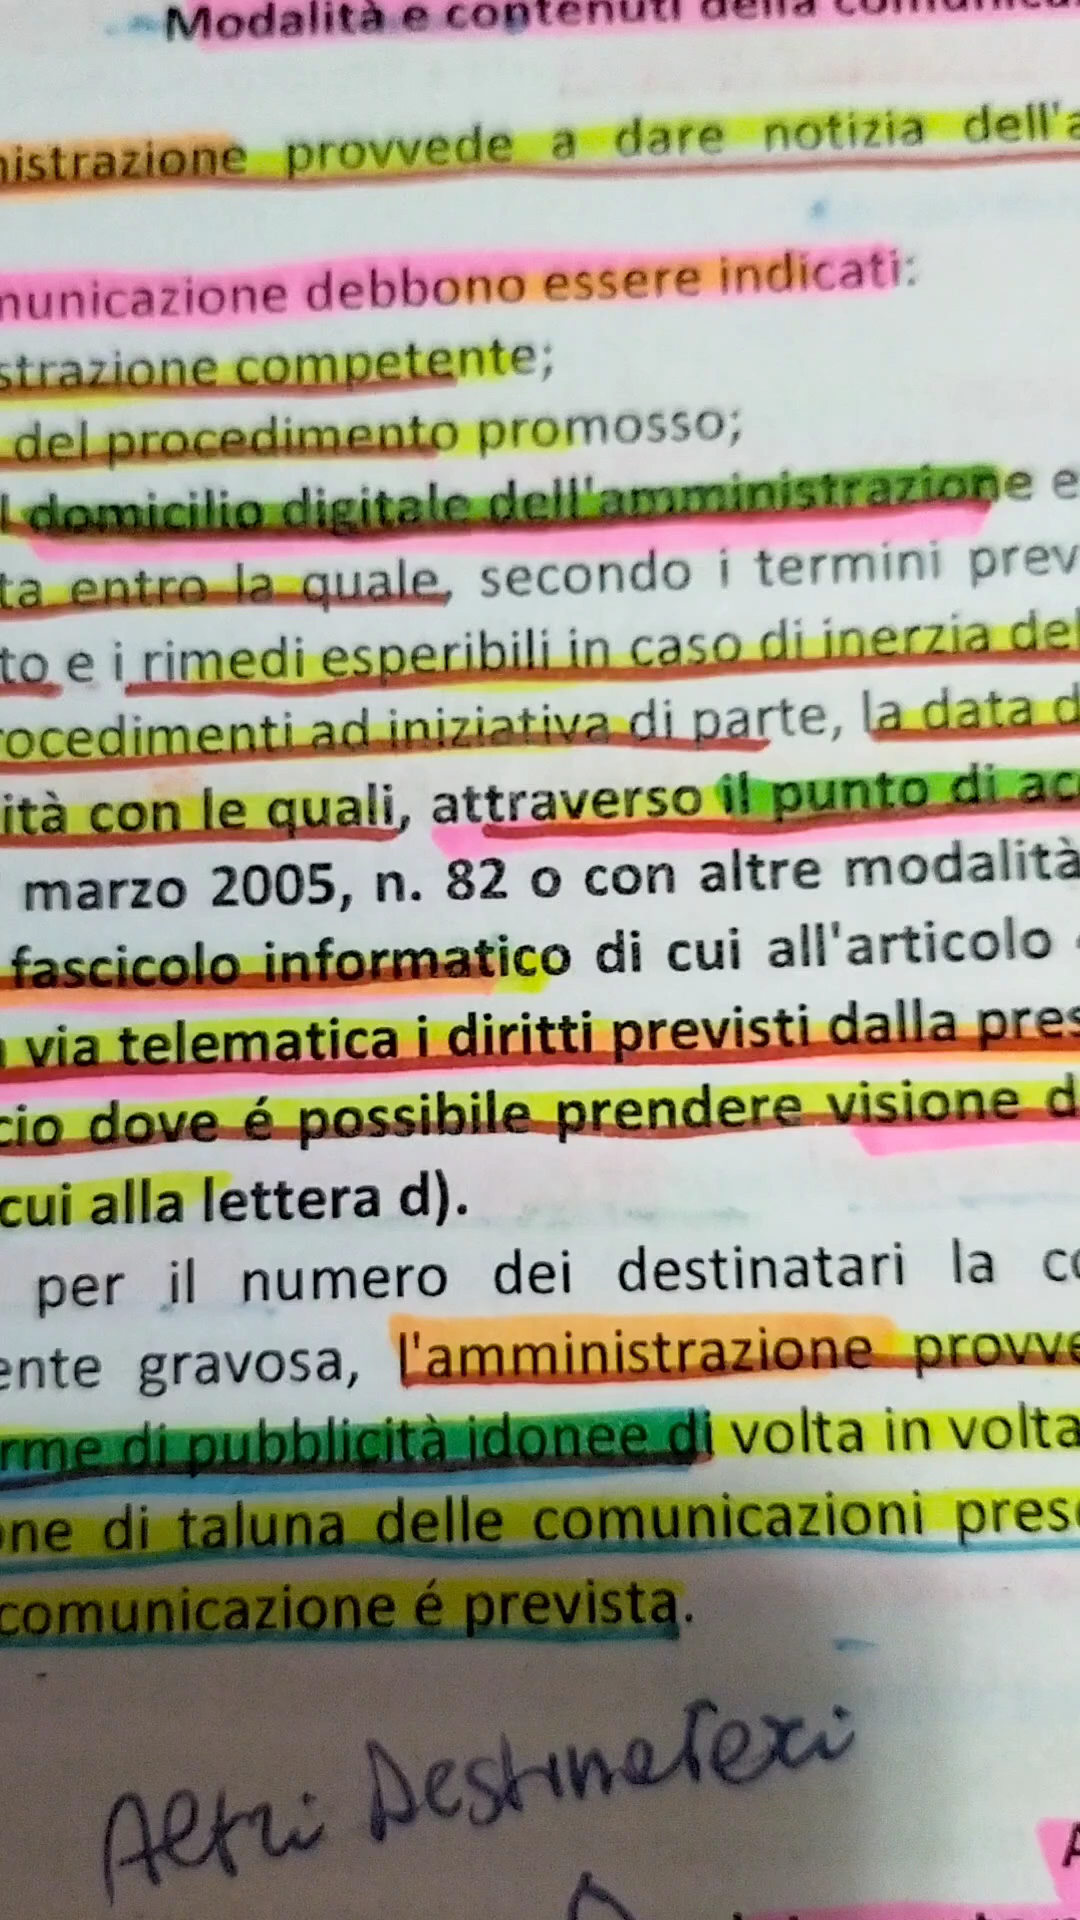 Modalità e contenuti della
nistrazione provvede a dare notizia dell'a
municazione debbono essere indicati:
strazione competente;
del procedimento promosso;
l domicilio digitale dell'amministrazione e
ta entro la quale, secondo i termini prev
to e i rimedi esperibili in caso di inerzia del
rocedimenti ad iniziativa di parte, la data d
ità con le quali, attraverso il punto di ac
marzo 2005, n. 82 o con altre modalità
fascicolo informatico di cui all'articolo
via telematica i diritti previsti dalla pres
cio dove é possibile prendere visione d
cui alla lettera d).
per il numero dei destinatari la co
ente gravosa, l'amministrazione provve
rme di pubblicità idonee di volta in volta
one di taluna delle comunicazioni pres
comunicazione é prevista.
Altri Destinatari